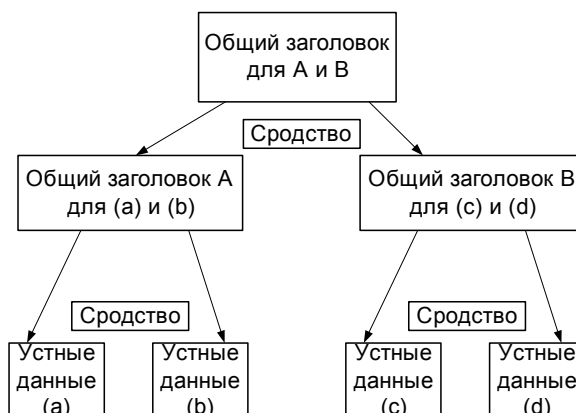 Общий заголовок
для А и В
Сродство
Общий заголовок А
для (a) и (b)
Общий заголовок В
для (c) и (d)
Сродство
Сродство
Устные
данные
(a)
Устные
данные
(b)
Устные
данные
(c)
Устные
данные
(d)